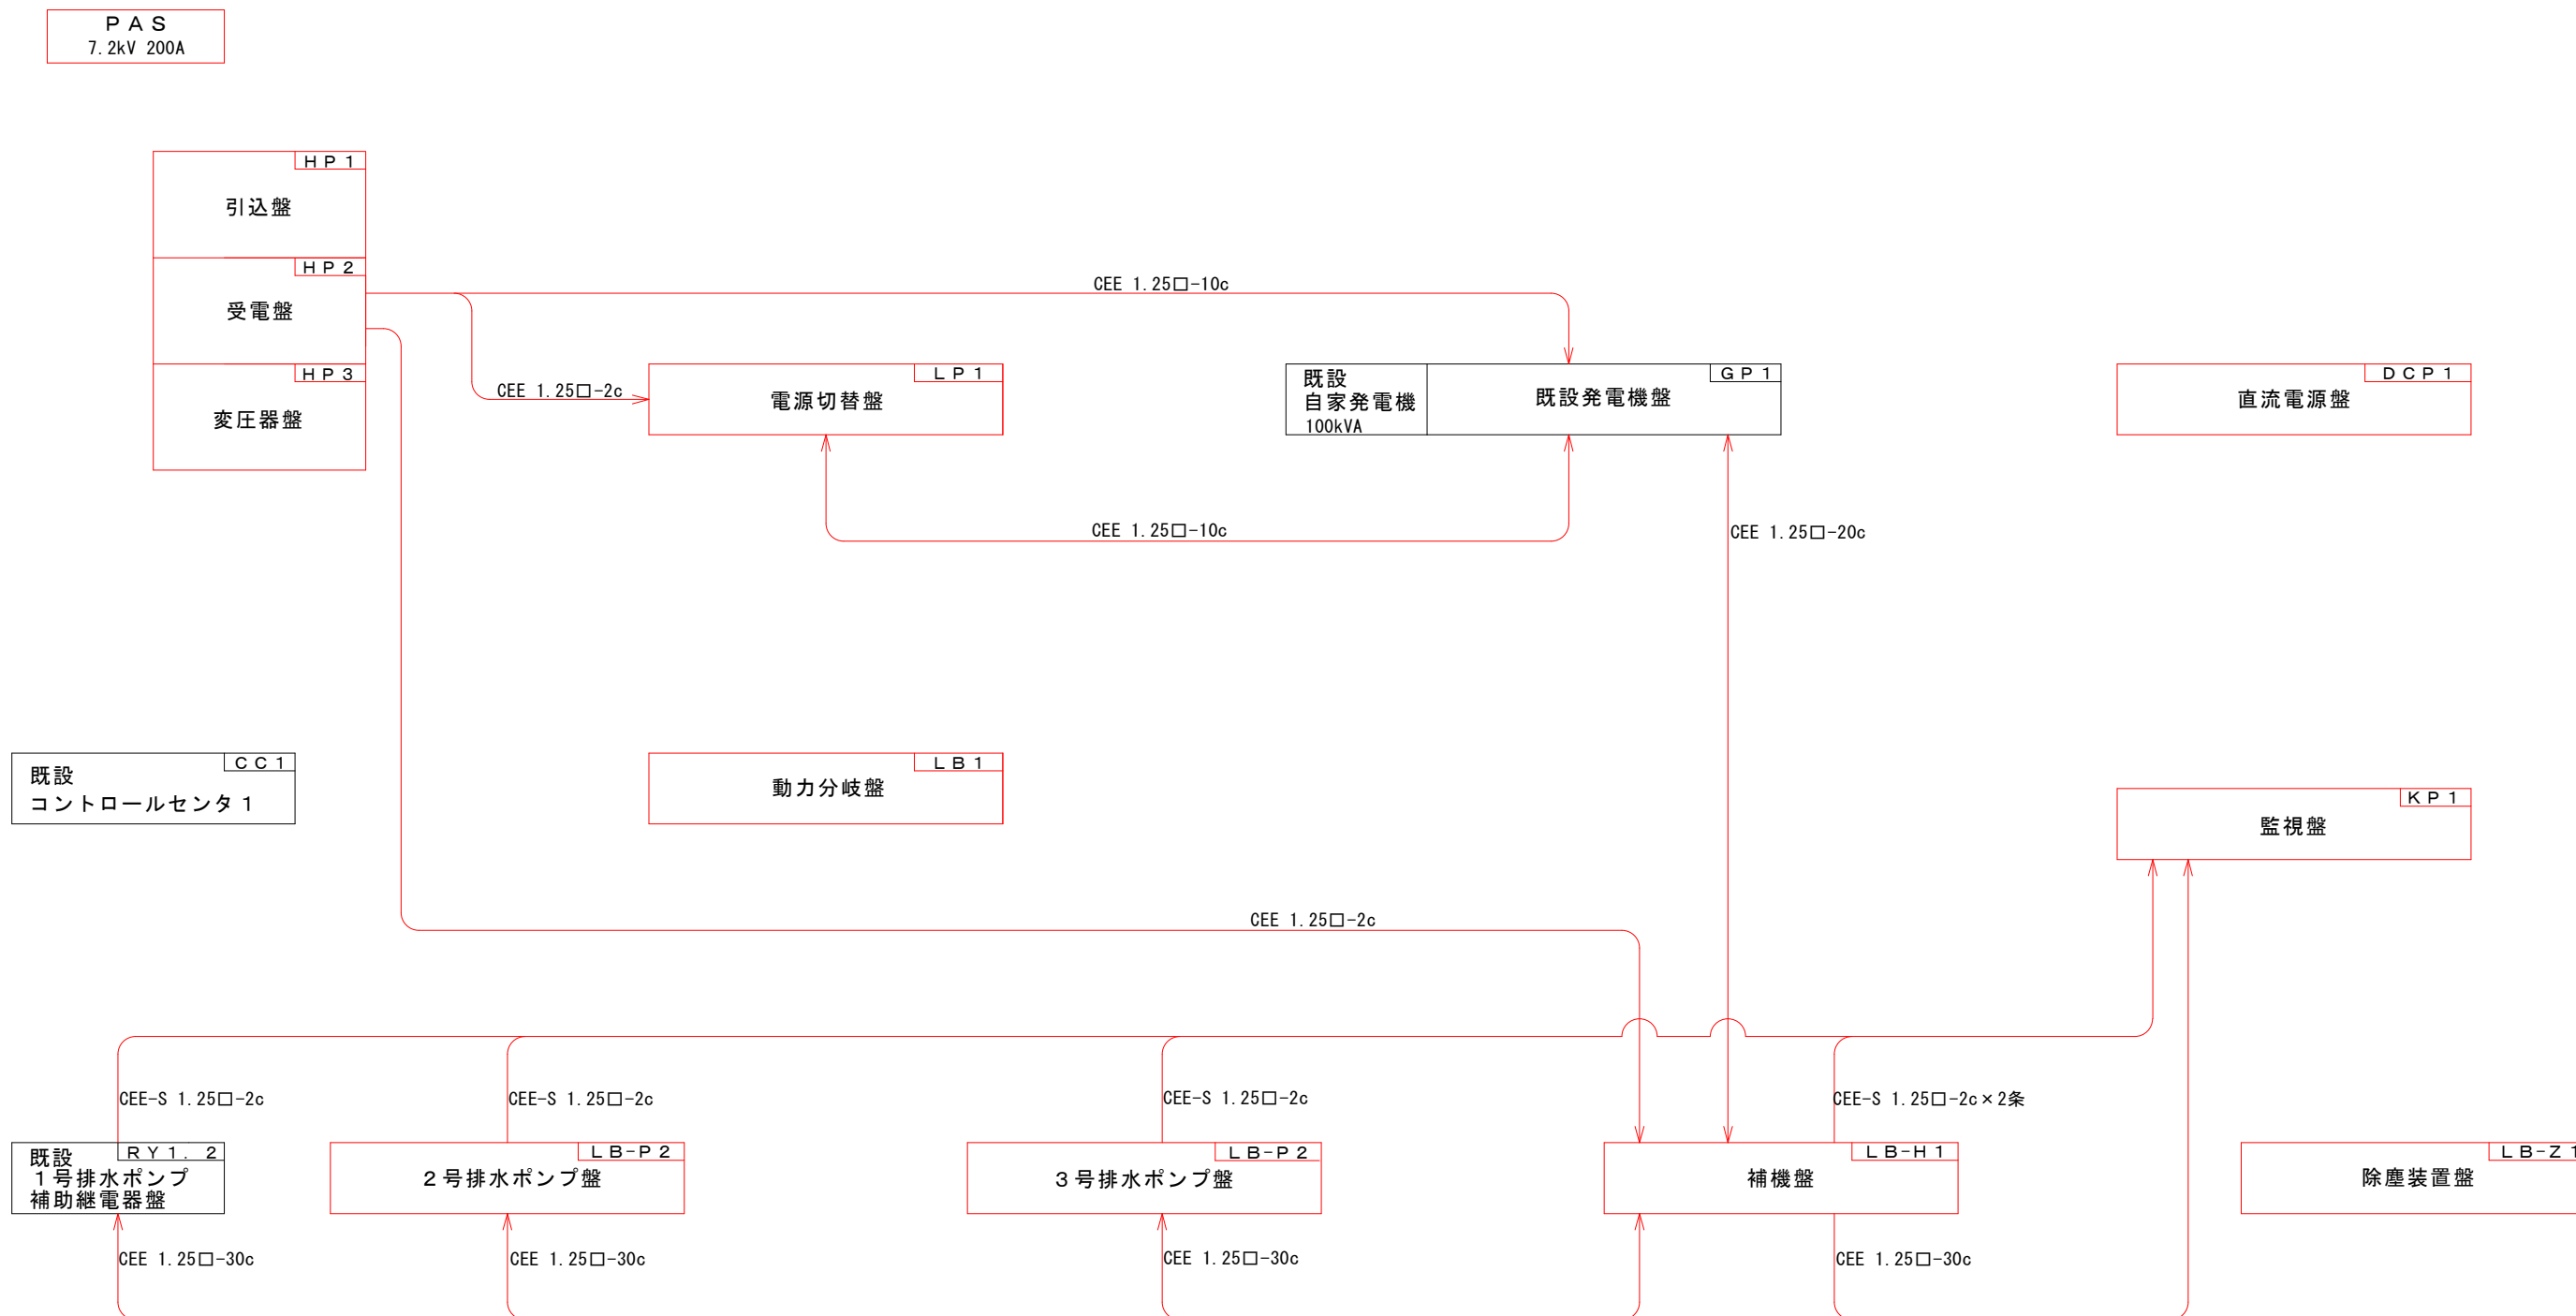 ＰＡＳ
7.2kV 200A
ＨＰ１
引込盤
ＨＰ２
受電盤
CEE 1.25□-10c
ＨＰ３
変圧器盤
CEE 1.25□-2c
ＬＰ１
電源切替盤
既設
自家発電機
100kVA
ＧＰ１
既設発電機盤
ＤＣＰ１
直流電源盤
CEE 1.25□-10c
CEE 1.25□-20c
ＣＣ１
既設
コントロールセンタ１
ＬＢ１
動力分岐盤
ＫＰ１
監視盤
CEE 1.25□-2c
CEE-S 1.25□-2c
CEE-S 1.25□-2c
CEE-S 1.25□-2c
CEE-S 1.25□-2c×2条
ＲＹ１．２
既設
１号排水ポンプ
補助継電器盤
ＬＢ-Ｐ２
２号排水ポンプ盤
ＬＢ-Ｐ２
３号排水ポンプ盤
ＬＢ-Ｈ１
補機盤
ＬＢ-Ｚ１
除塵装置盤
CEE 1.25□-30c
CEE 1.25□-30c
CEE 1.25□-30c
CEE 1.25□-30c